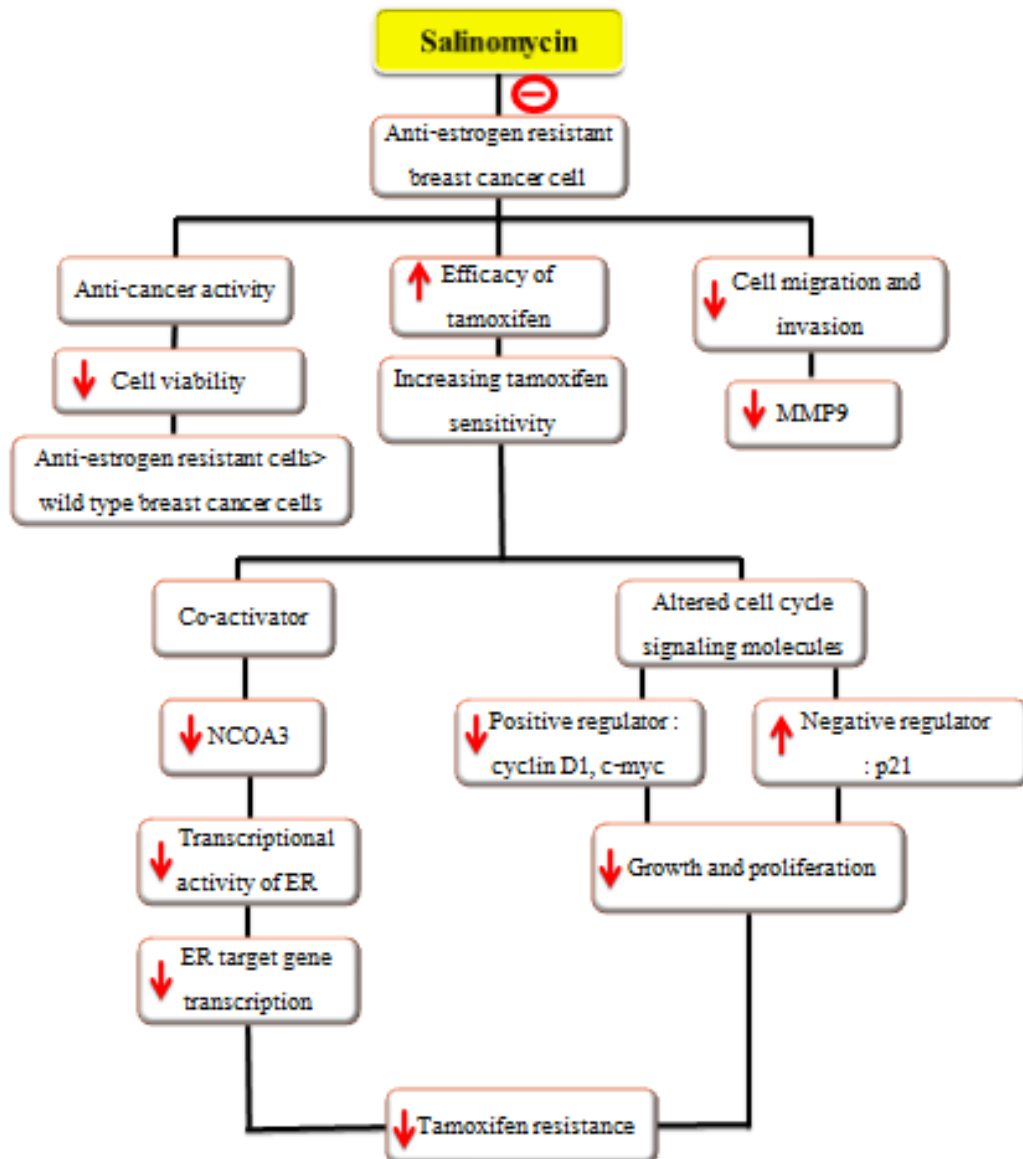 Salinomycin
Anti-estrogen resistant
breast cancer cell
Anti-cancer activity
Efficacy of
tamoxifen
Cell migration and
invasion
Cell viability
Increasing tamoxifen
sensitivity
MMP9
Anti-estrogen resistant cells>
wild type breast cancer cells
Co-activator
Altered cell cycle
signaling molecules
NCOA3
Positive regulator :
cyclin D1, c-myc
Negative regulator
: p21
Transcriptional
activity of ER
Growth and proliferation
ER target gene
transcription
Tamoxifen resistance